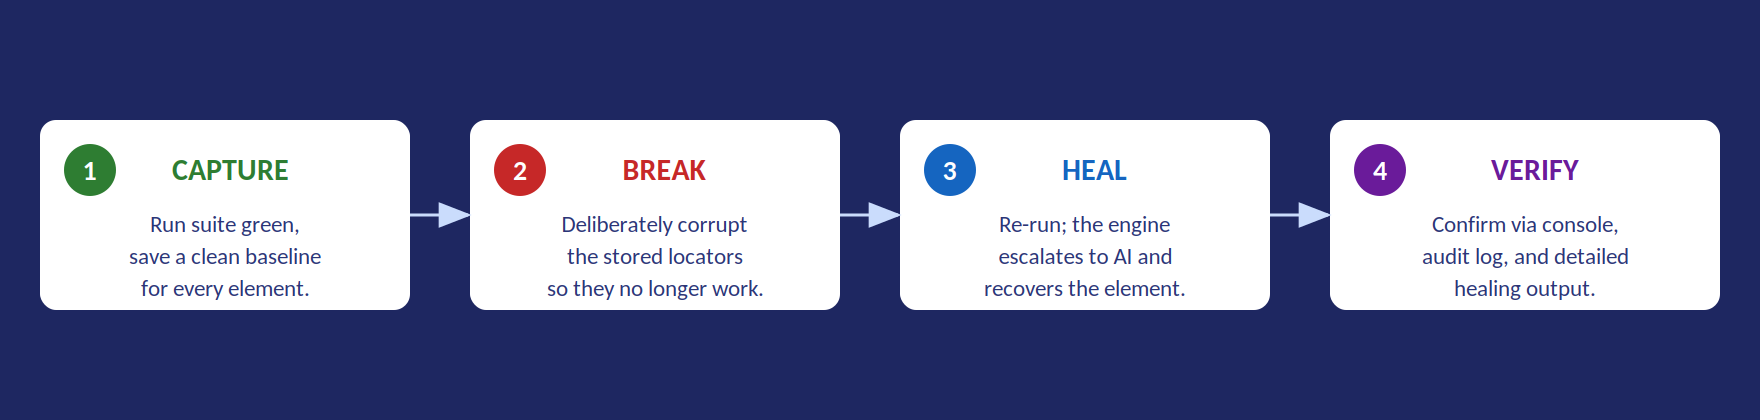 1
CAPTURE
Run suite green,
save a clean baseline
for every element.
2
BREAK
Deliberately corrupt
the stored locators
so they no longer work.
3
HEAL
Re-run; the engine
escalates to AI and
recovers the element.
4
VERIFY
Confirm via console,
audit log, and detailed
healing output.